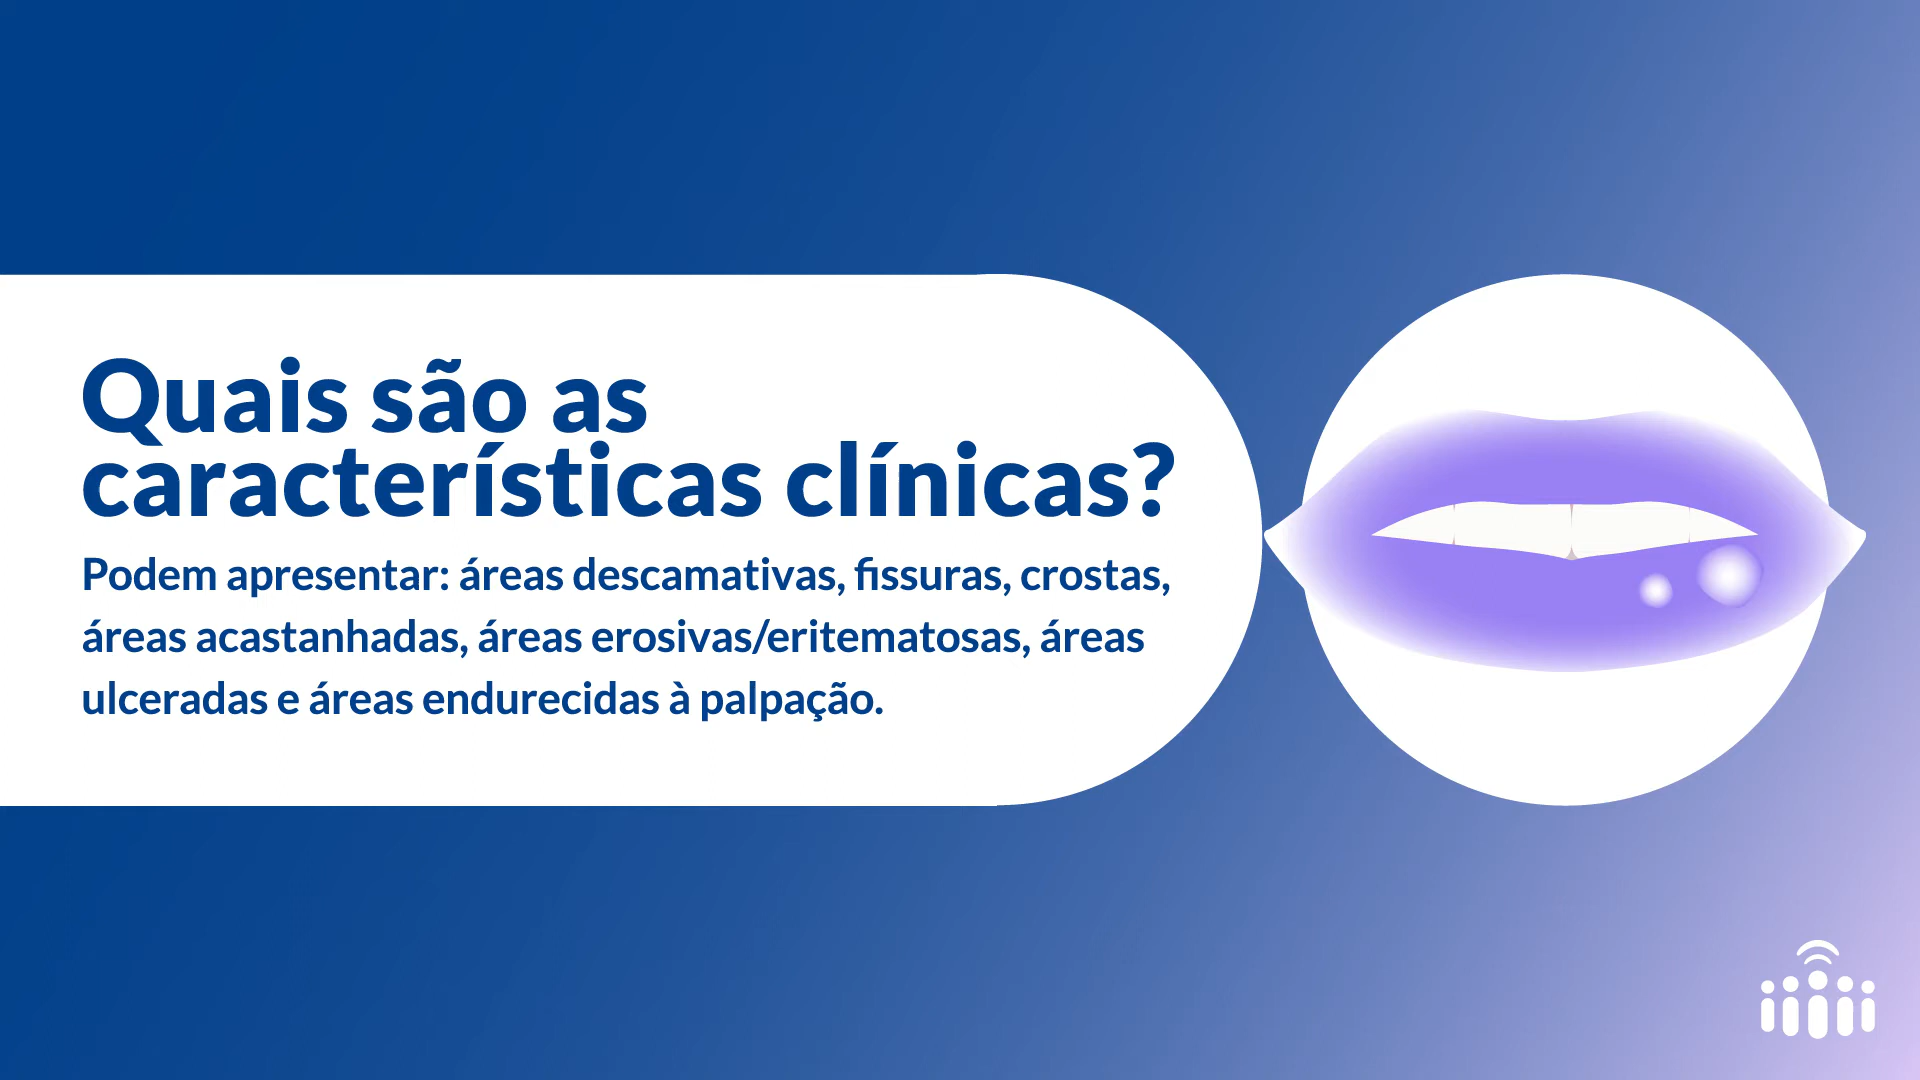 Quais são as
características clínicas?
Podem apresentar: áreas descamativas, fissuras, crostas,
áreas acastanhadas, áreas erosivas/eritematosas, áreas
ulceradas e áreas endurecidas à palpação.